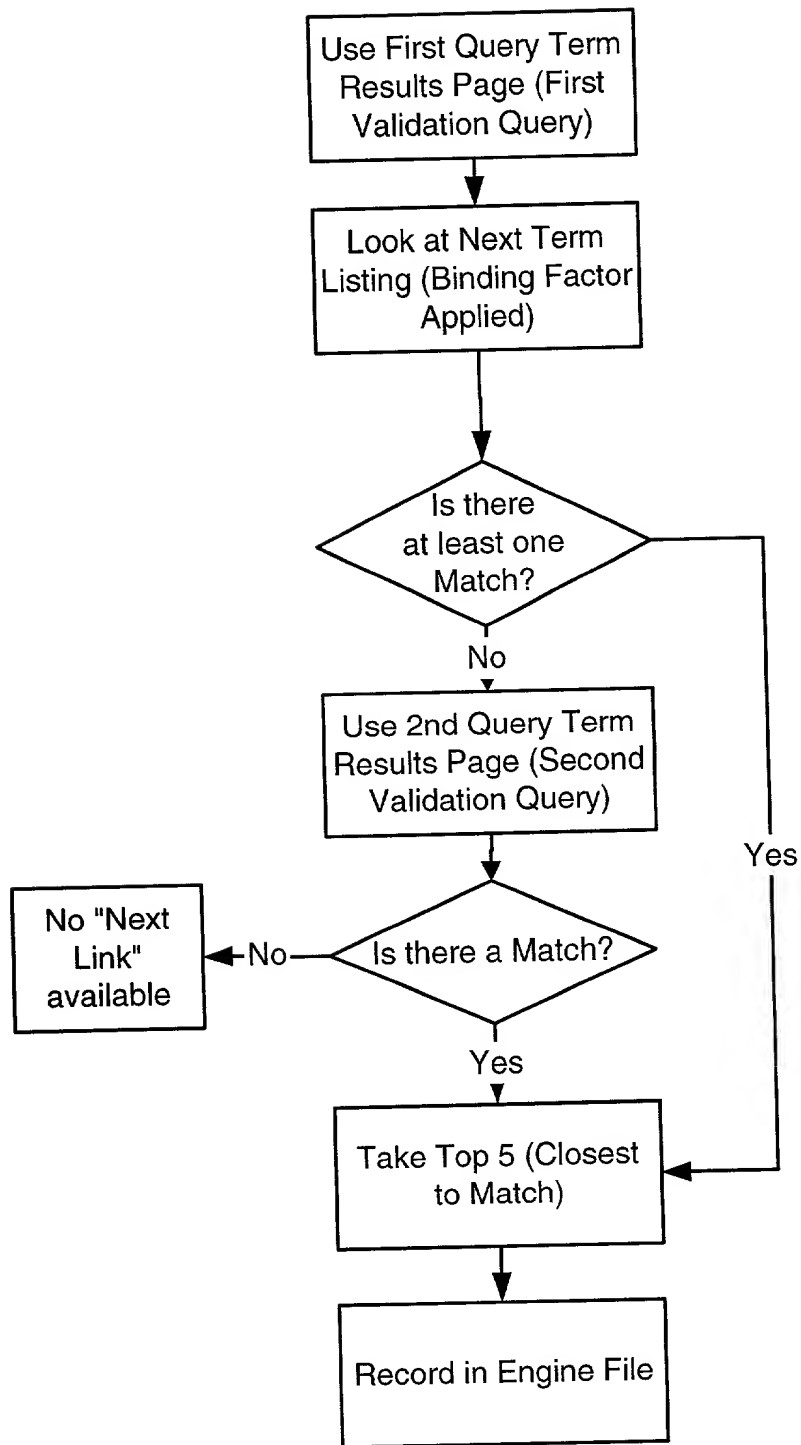 Use First Query Term
Results Page (First
Validation Query)
Look at Next Term
Listing (Binding Factor
Applied)
Is there
at least one
Match?
No
Use 2nd Query Term
Results Page (Second
Validation Query)
Yes
No "Next
Link"
available
No
Is there a Match?
Yes
Take Top 5 (Closest
to Match)
Record in Engine File